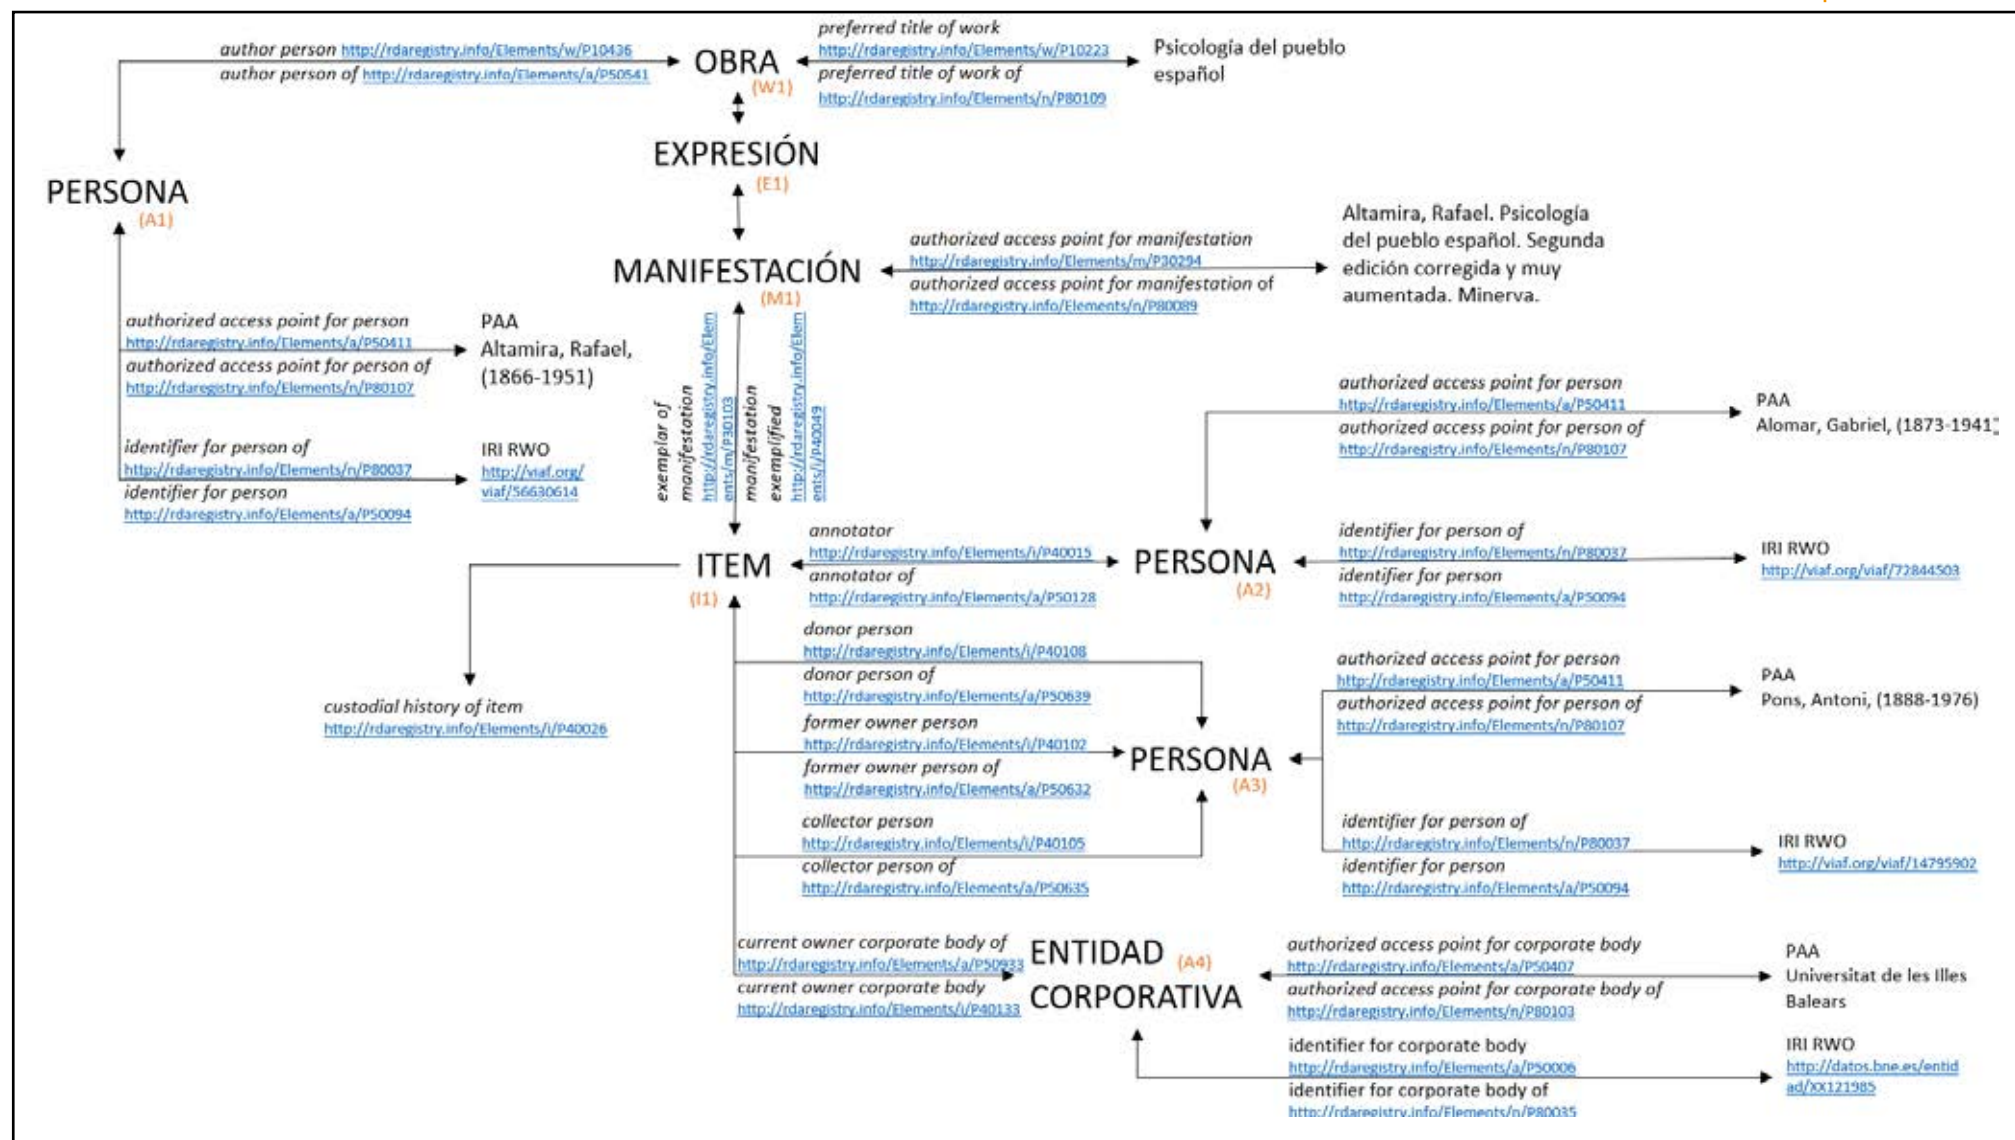 author person http://rdaregistry.info/Elements/w/P10436
author person of http://rdaregistry.info/Elements/a/P50541
OBRA
(W1)
preferred title of work
http://rdaregistry.info/Elements/w/P10223
preferred title of work of
http://rdaregistry.info/Elements/n/P80109
Psicología del pueblo
español
EXPRESIÓN
(E1)
PERSONA
(A1)
MANIFESTACIÓN
(M1)
authorized access point for manifestation
http://rdaregistry.info/Elements/m/P30294
authorized access point for manifestation of
http://rdaregistry.info/Elements/n/P80089
Altamira, Rafael. Psicología
del pueblo español. Segunda
edición corregida y muy
aumentada. Minerva.
authorized access point for person
http://rdaregistry.info/Elements/a/P50411
authorized access point for person of
http://rdaregistry.info/Elements/n/P80107
PAA
Altamira, Rafael,
(1866-1951)
identifier for person of
http://rdaregistry.info/Elements/n/P80037
identifier for person
http://rdaregistry.info/Elements/a/P50094
IRI RWO
http://viaf.org/
viaf/56630614
exemplar of
manifestation
http://rdaregistry.info/Elem
ents/m/P30103
manifestation
exemplified
http://rdaregistry.info/Elem
ents/i/P40049
authorized access point for person
http://rdaregistry.info/Elements/a/P50411
authorized access point for person of
http://rdaregistry.info/Elements/n/P80107
PAA
Alomar, Gabriel, (1873-1941)
ITEM
(I1)
annotator
http://rdaregistry.info/Elements/i/P40015
annotator of
http://rdaregistry.info/Elements/a/P50128
PERSONA
(A2)
identifier for person of
http://rdaregistry.info/Elements/n/P80037
identifier for person
http://rdaregistry.info/Elements/a/P50094
IRI RWO
http://viaf.org/viaf/72844503
custodial history of item
http://rdaregistry.info/Elements/i/P40026
donor person
http://rdaregistry.info/Elements/i/P40108
donor person of
http://rdaregistry.info/Elements/a/P50639
former owner person
http://rdaregistry.info/Elements/i/P40102
former owner person of
http://rdaregistry.info/Elements/a/P50632
collector person
http://rdaregistry.info/Elements/i/P40105
collector person of
http://rdaregistry.info/Elements/a/P50635
PERSONA
(A3)
authorized access point for person
http://rdaregistry.info/Elements/a/P50411
authorized access point for person of
http://rdaregistry.info/Elements/n/P80107
PAA
Pons, Antoni, (1888-1976)
identifier for person of
http://rdaregistry.info/Elements/n/P80037
identifier for person
http://rdaregistry.info/Elements/a/P50094
IRI RWO
http://viaf.org/viaf/14795902
current owner corporate body of
http://rdaregistry.info/Elements/a/P50933
current owner corporate body
http://rdaregistry.info/Elements/i/P40133
ENTIDAD (A4)
CORPORATIVA
authorized access point for corporate body
http://rdaregistry.info/Elements/a/P50407
authorized access point for corporate body of
http://rdaregistry.info/Elements/n/P80103
PAA
Universitat de les Illes
Balears
identifier for corporate body
http://rdaregistry.info/Elements/a/P50006
identifier for corporate body of
http://rdaregistry.info/Elements/n/P80035
IRI RWO
http://datos.bne.es/entid
ad/XX121985